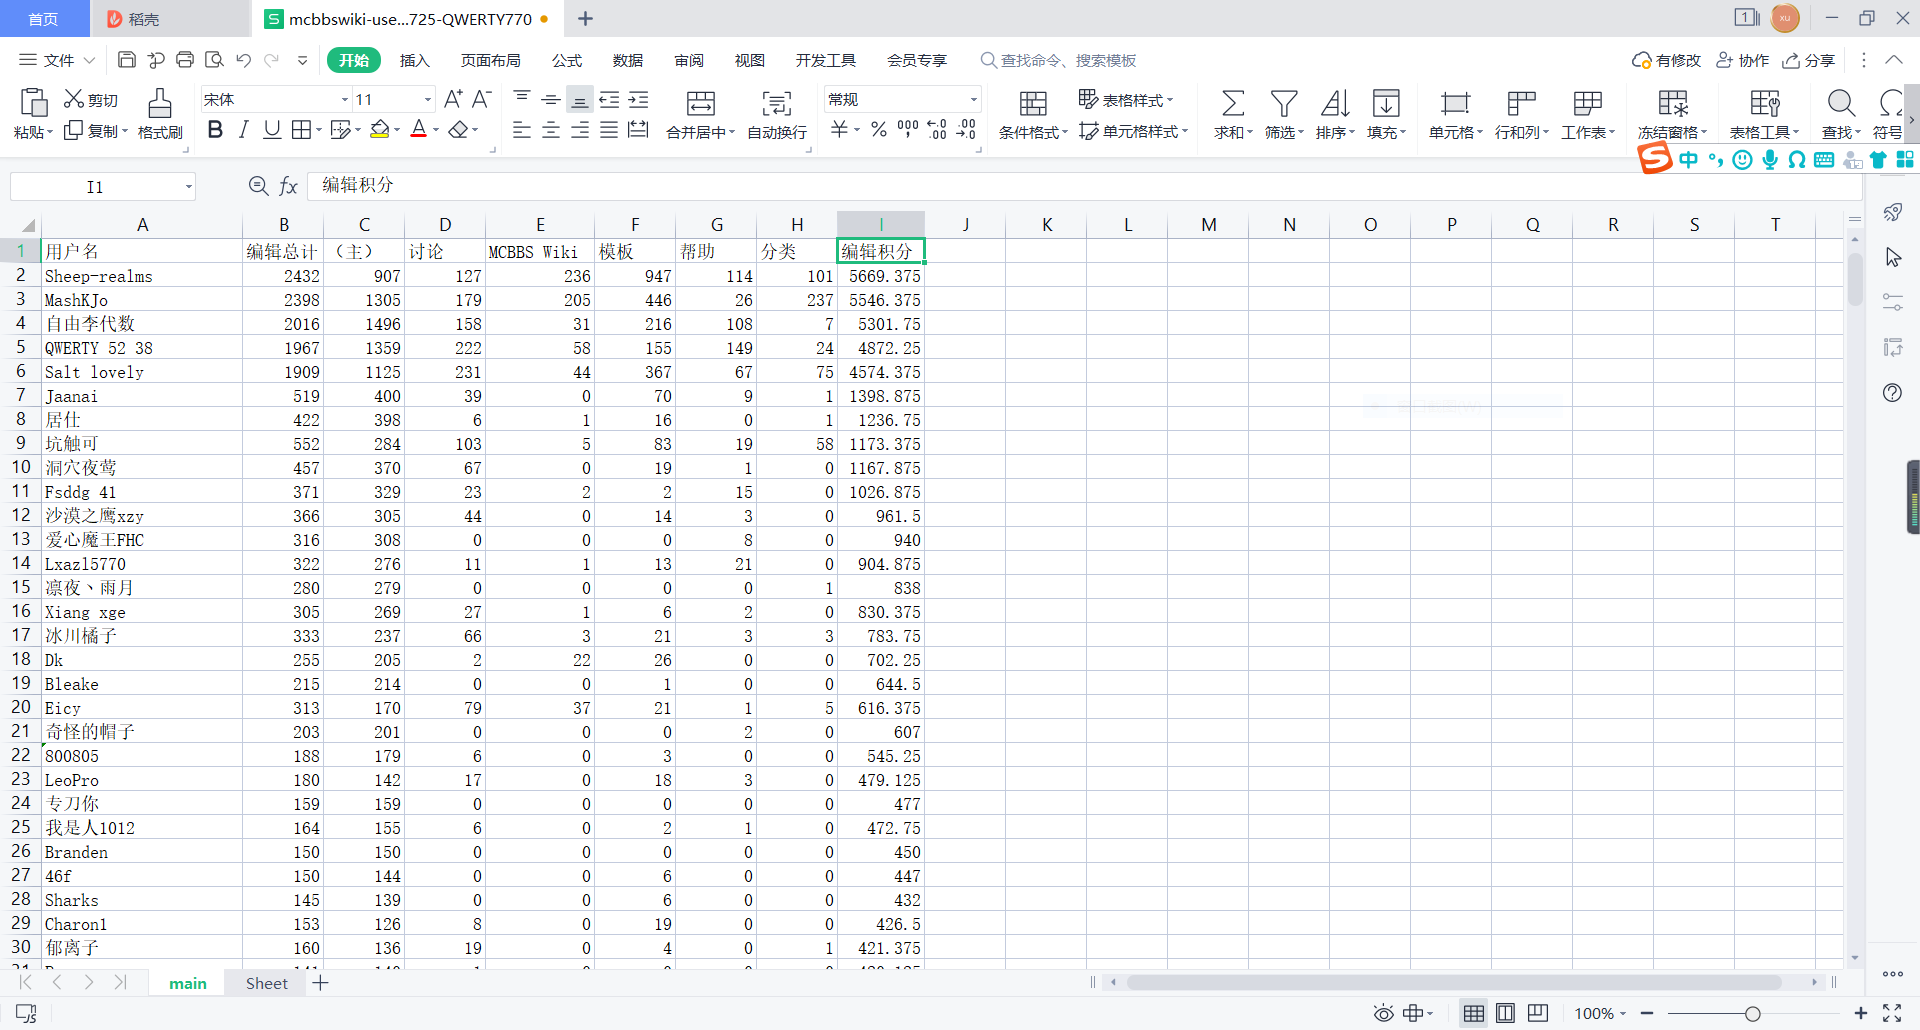 首页 稻壳 mcbbswiki-use...725-QWERTY770
文件 开始 插入 页面布局 公式 数据 审阅 视图 开发工具 会员专享 查找命令、搜索模板 有修改 协作 分享
粘贴 剪切 复制 格式刷 宋体 11 合并居中 自动换行 常规 条件格式 表格样式 单元格样式 求和 筛选 排序 填充 单元格 行和列 工作表 冻结窗格 表格工具 查找 符号
中
I1 fx 编辑积分
A B C D E F G H I J K L M N O P Q R S T
1 用户名 编辑总计 （主） 讨论 MCBBS Wiki 模板 帮助 分类 编辑积分
2 Sheep-realms 2432 907 127 236 947 114 101 5669.375
3 MashKJo 2398 1305 179 205 446 26 237 5546.375
4 自由李代数 2016 1496 158 31 216 108 7 5301.75
5 QWERTY 52 38 1967 1359 222 58 155 149 24 4872.25
6 Salt lovely 1909 1125 231 44 367 67 75 4574.375
7 Jaanai 519 400 39 0 70 9 1 1398.875
8 居仕 422 398 6 1 16 0 1 1236.75
9 坑触可 552 284 103 5 83 19 58 1173.375
10 洞穴夜莺 457 370 67 0 19 1 0 1167.875
11 Fsddg 41 371 329 23 2 2 15 0 1026.875
12 沙漠之鹰xzy 366 305 44 0 14 3 0 961.5
13 爱心魔王FHC 316 308 0 0 0 8 0 940
14 Lxazl5770 322 276 11 1 13 21 0 904.875
15 凛夜丶雨月 280 279 0 0 0 0 1 838
16 Xiang xge 305 269 27 1 6 2 0 830.375
17 冰川橘子 333 237 66 3 21 3 3 783.75
18 Dk 255 205 2 22 26 0 0 702.25
19 Bleake 215 214 0 0 1 0 0 644.5
20 Eicy 313 170 79 37 21 1 5 616.375
21 奇怪的帽子 203 201 0 0 0 2 0 607
22 800805 188 179 6 0 3 0 0 545.25
23 LeoPro 180 142 17 0 18 3 0 479.125
24 专刀你 159 159 0 0 0 0 0 477
25 我是人1012 164 155 6 0 2 1 0 472.75
26 Branden 150 150 0 0 0 0 0 450
27 46f 150 144 0 0 6 0 0 447
28 Sharks 145 139 0 0 6 0 0 432
29 Charon1 153 126 8 0 19 0 0 426.5
30 郁离子 160 136 19 0 4 0 1 421.375
main Sheet
100%